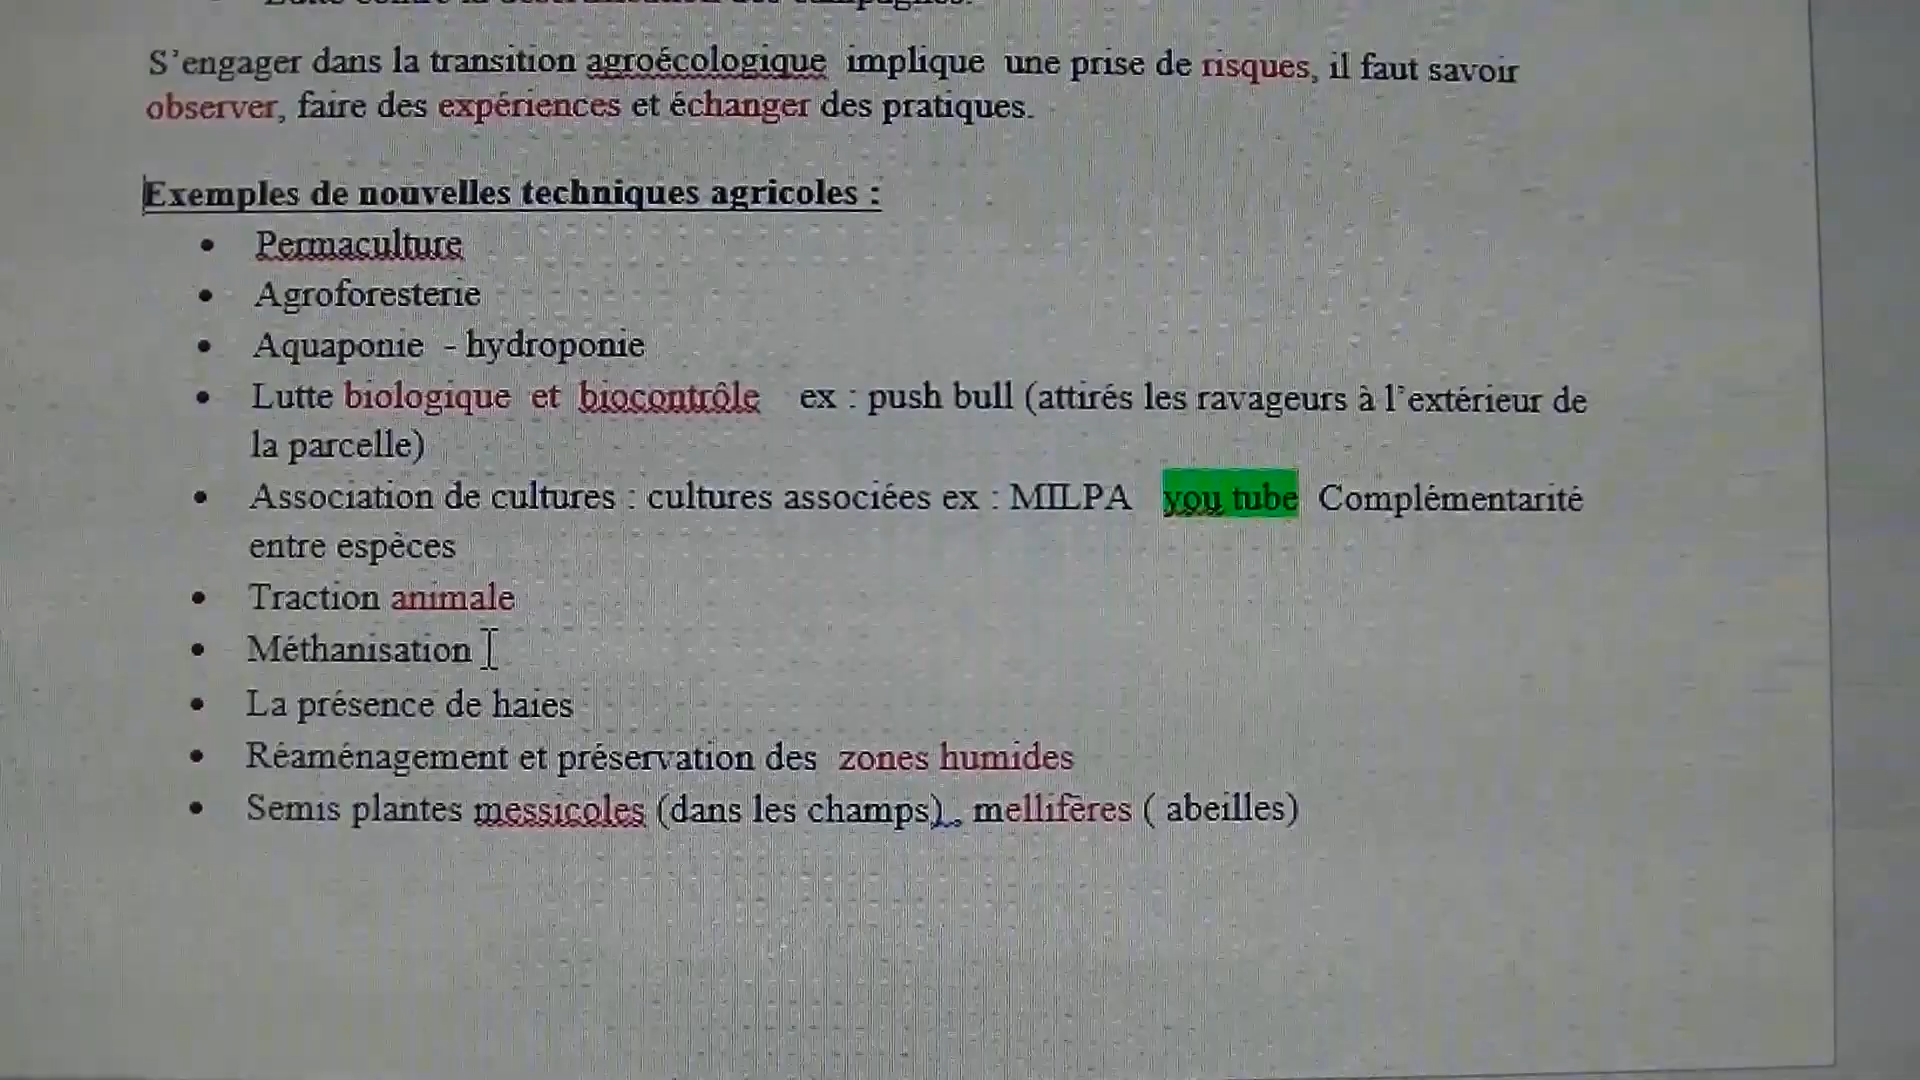 S'engager dans la transition agroécologique implique une prise de risques, il faut savoir
observer, faire des expériences et échanger des pratiques.
Exemples de nouvelles techniques agricoles :
• Permaculture
• Agroforesterie
• Aquaponie - hydroponie
• Lutte biologique et biocontrôle ex : push bull (attirés les ravageurs à l'extérieur de
la parcelle)
• Association de cultures : cultures associées ex : MILPA you tube Complémentarité
entre espèces
• Traction animale
• Méthanisation
• La présence de haies
• Réaménagement et préservation des zones humides
• Semis plantes messicoles (dans les champs), mellifères ( abeilles)